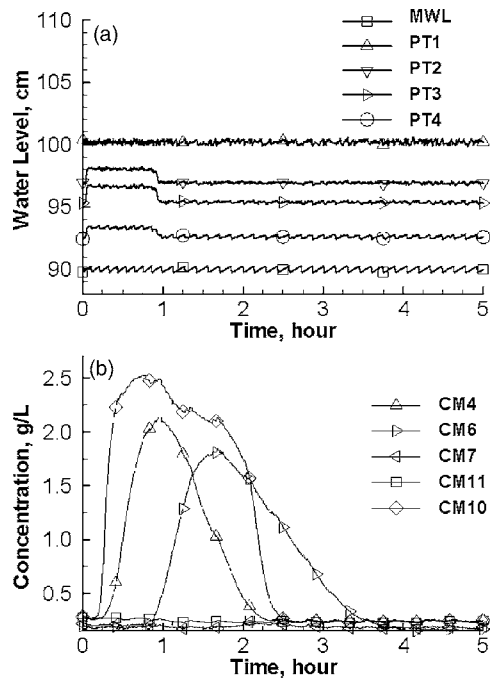 (a)
MWL
PT1
PT2
PT3
PT4
Water Level, cm
110
105
100
95
90
0 1 2 3 4 5
Time, hour
(b)
CM4
CM6
CM7
CM11
CM10
Concentration, g/L
2.5
2.0
1.5
1.0
0.5
0 1 2 3 4 5
Time, hour